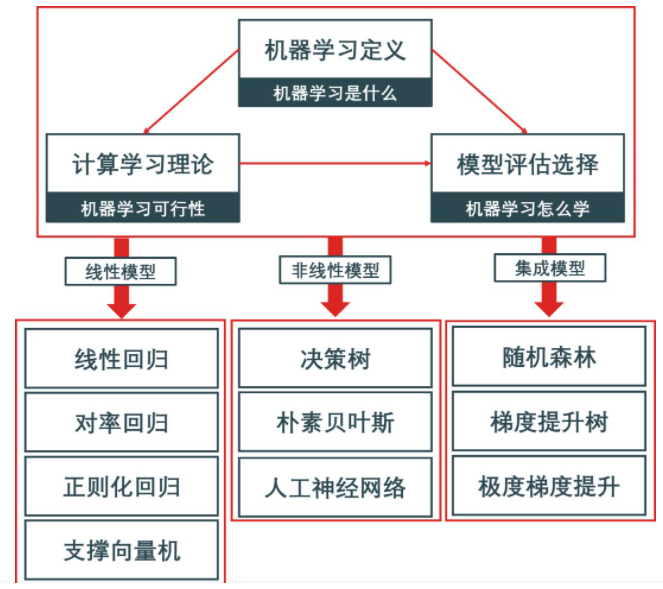 机器学习定义
机器学习是什么
计算学习理论
机器学习可行性
模型评估选择
机器学习怎么学
线性模型
非线性模型
集成模型
线性回归
对率回归
正则化回归
支撑向量机
决策树
朴素贝叶斯
人工神经网络
随机森林
梯度提升树
极度梯度提升